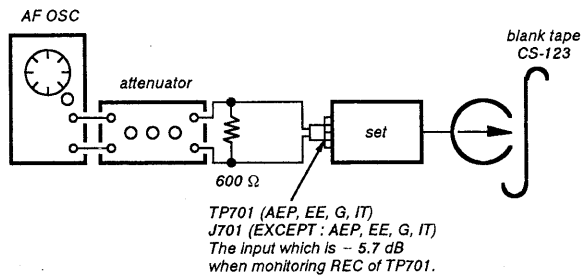 AF OSC
attenuator
blank tape
CS-123
set
600 Ω
TP701 (AEP, EE, G, IT)
J701 (EXCEPT : AEP, EE, G, IT)
The input which is – 5.7 dB
when monitoring REC of TP701.